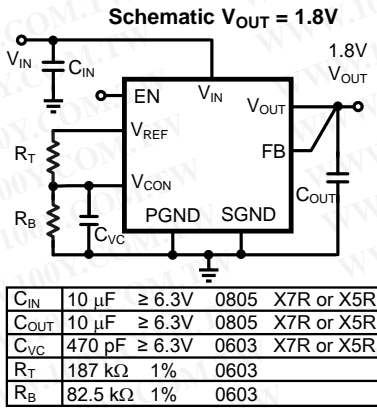 Schematic VOUT = 1.8V
VIN
CIN
1.8V
VOUT
EN
VIN
VOUT
VREF
FB
RT
VCON
COUT
RB
CVC
PGND SGND
CIN 10 μF ≥ 6.3V 0805 X7R or X5R
COUT 10 μF ≥ 6.3V 0805 X7R or X5R
CVC 470 pF ≥ 6.3V 0603 X7R or X5R
RT 187 kΩ 1% 0603
RB 82.5 kΩ 1% 0603